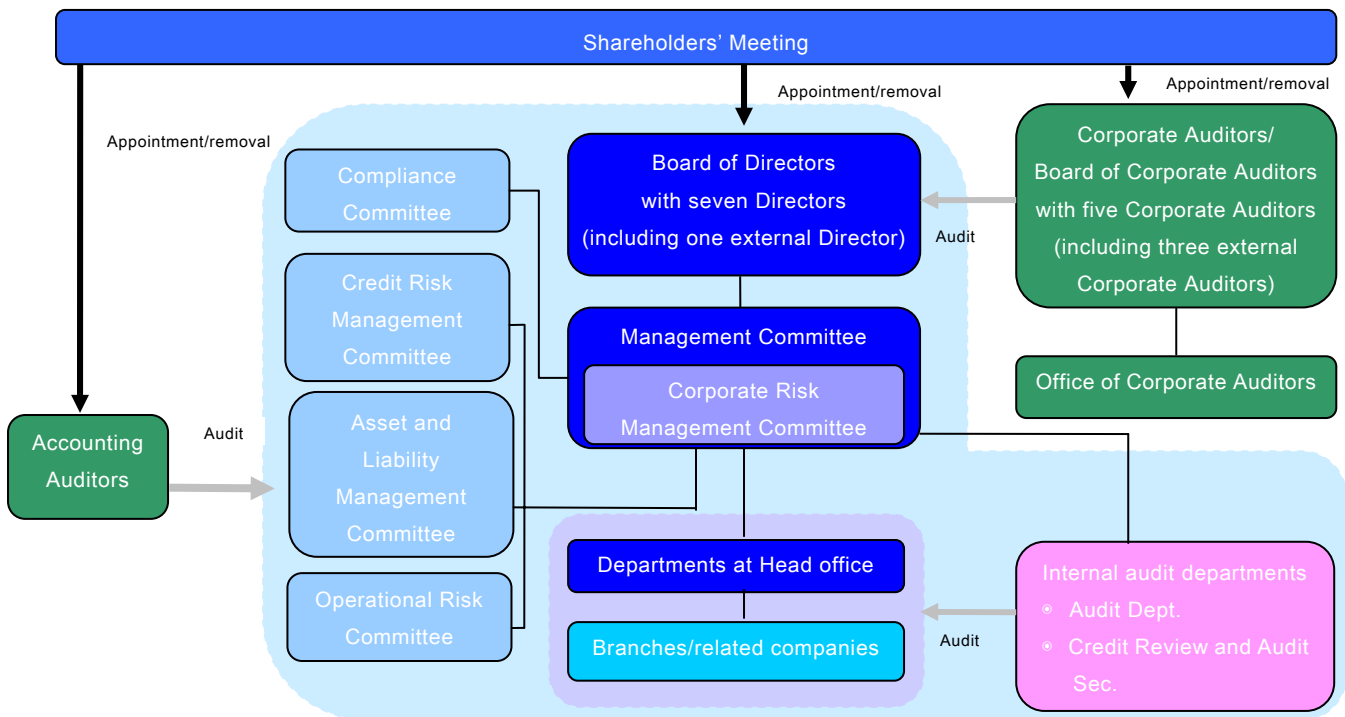 Shareholders’ Meeting
Appointment/removal
Appointment/removal
Appointment/removal
Compliance
Committee
Credit Risk
Management
Committee
Asset and
Liability
Management
Committee
Operational Risk
Committee
Board of Directors
with seven Directors
(including one external Director)
Audit
Corporate Auditors/
Board of Corporate Auditors
with five Corporate Auditors
(including three external
Corporate Auditors)
Management Committee
Corporate Risk
Management Committee
Office of Corporate Auditors
Accounting
Auditors
Audit
Departments at Head office
Branches/related companies
Audit
Internal audit departments
◉ Audit Dept.
◉ Credit Review and Audit
Sec.